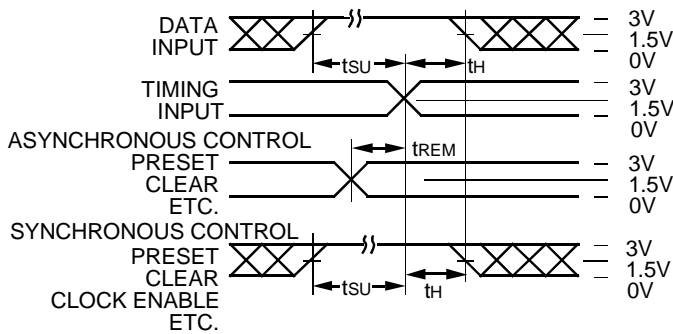 DATA
INPUT
tSU
tH
3V
1.5V
0V
TIMING
INPUT
3V
1.5V
0V
ASYNCHRONOUS CONTROL
PRESET
CLEAR
ETC.
tREM
3V
1.5V
0V
SYNCHRONOUS CONTROL
PRESET
CLEAR
CLOCK ENABLE
ETC.
tSU
tH
3V
1.5V
0V